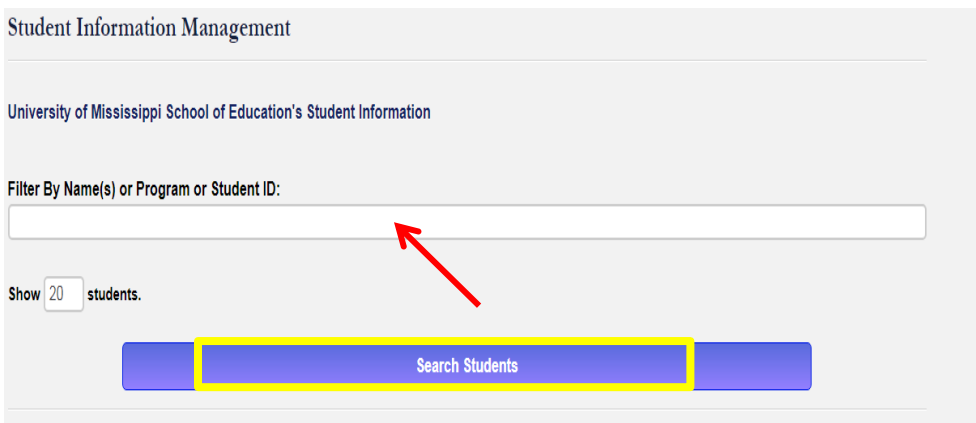 Student Information Management
University of Mississippi School of Education's Student Information
Filter By Name(s) or Program or Student ID:
Show 20 students.
Search Students